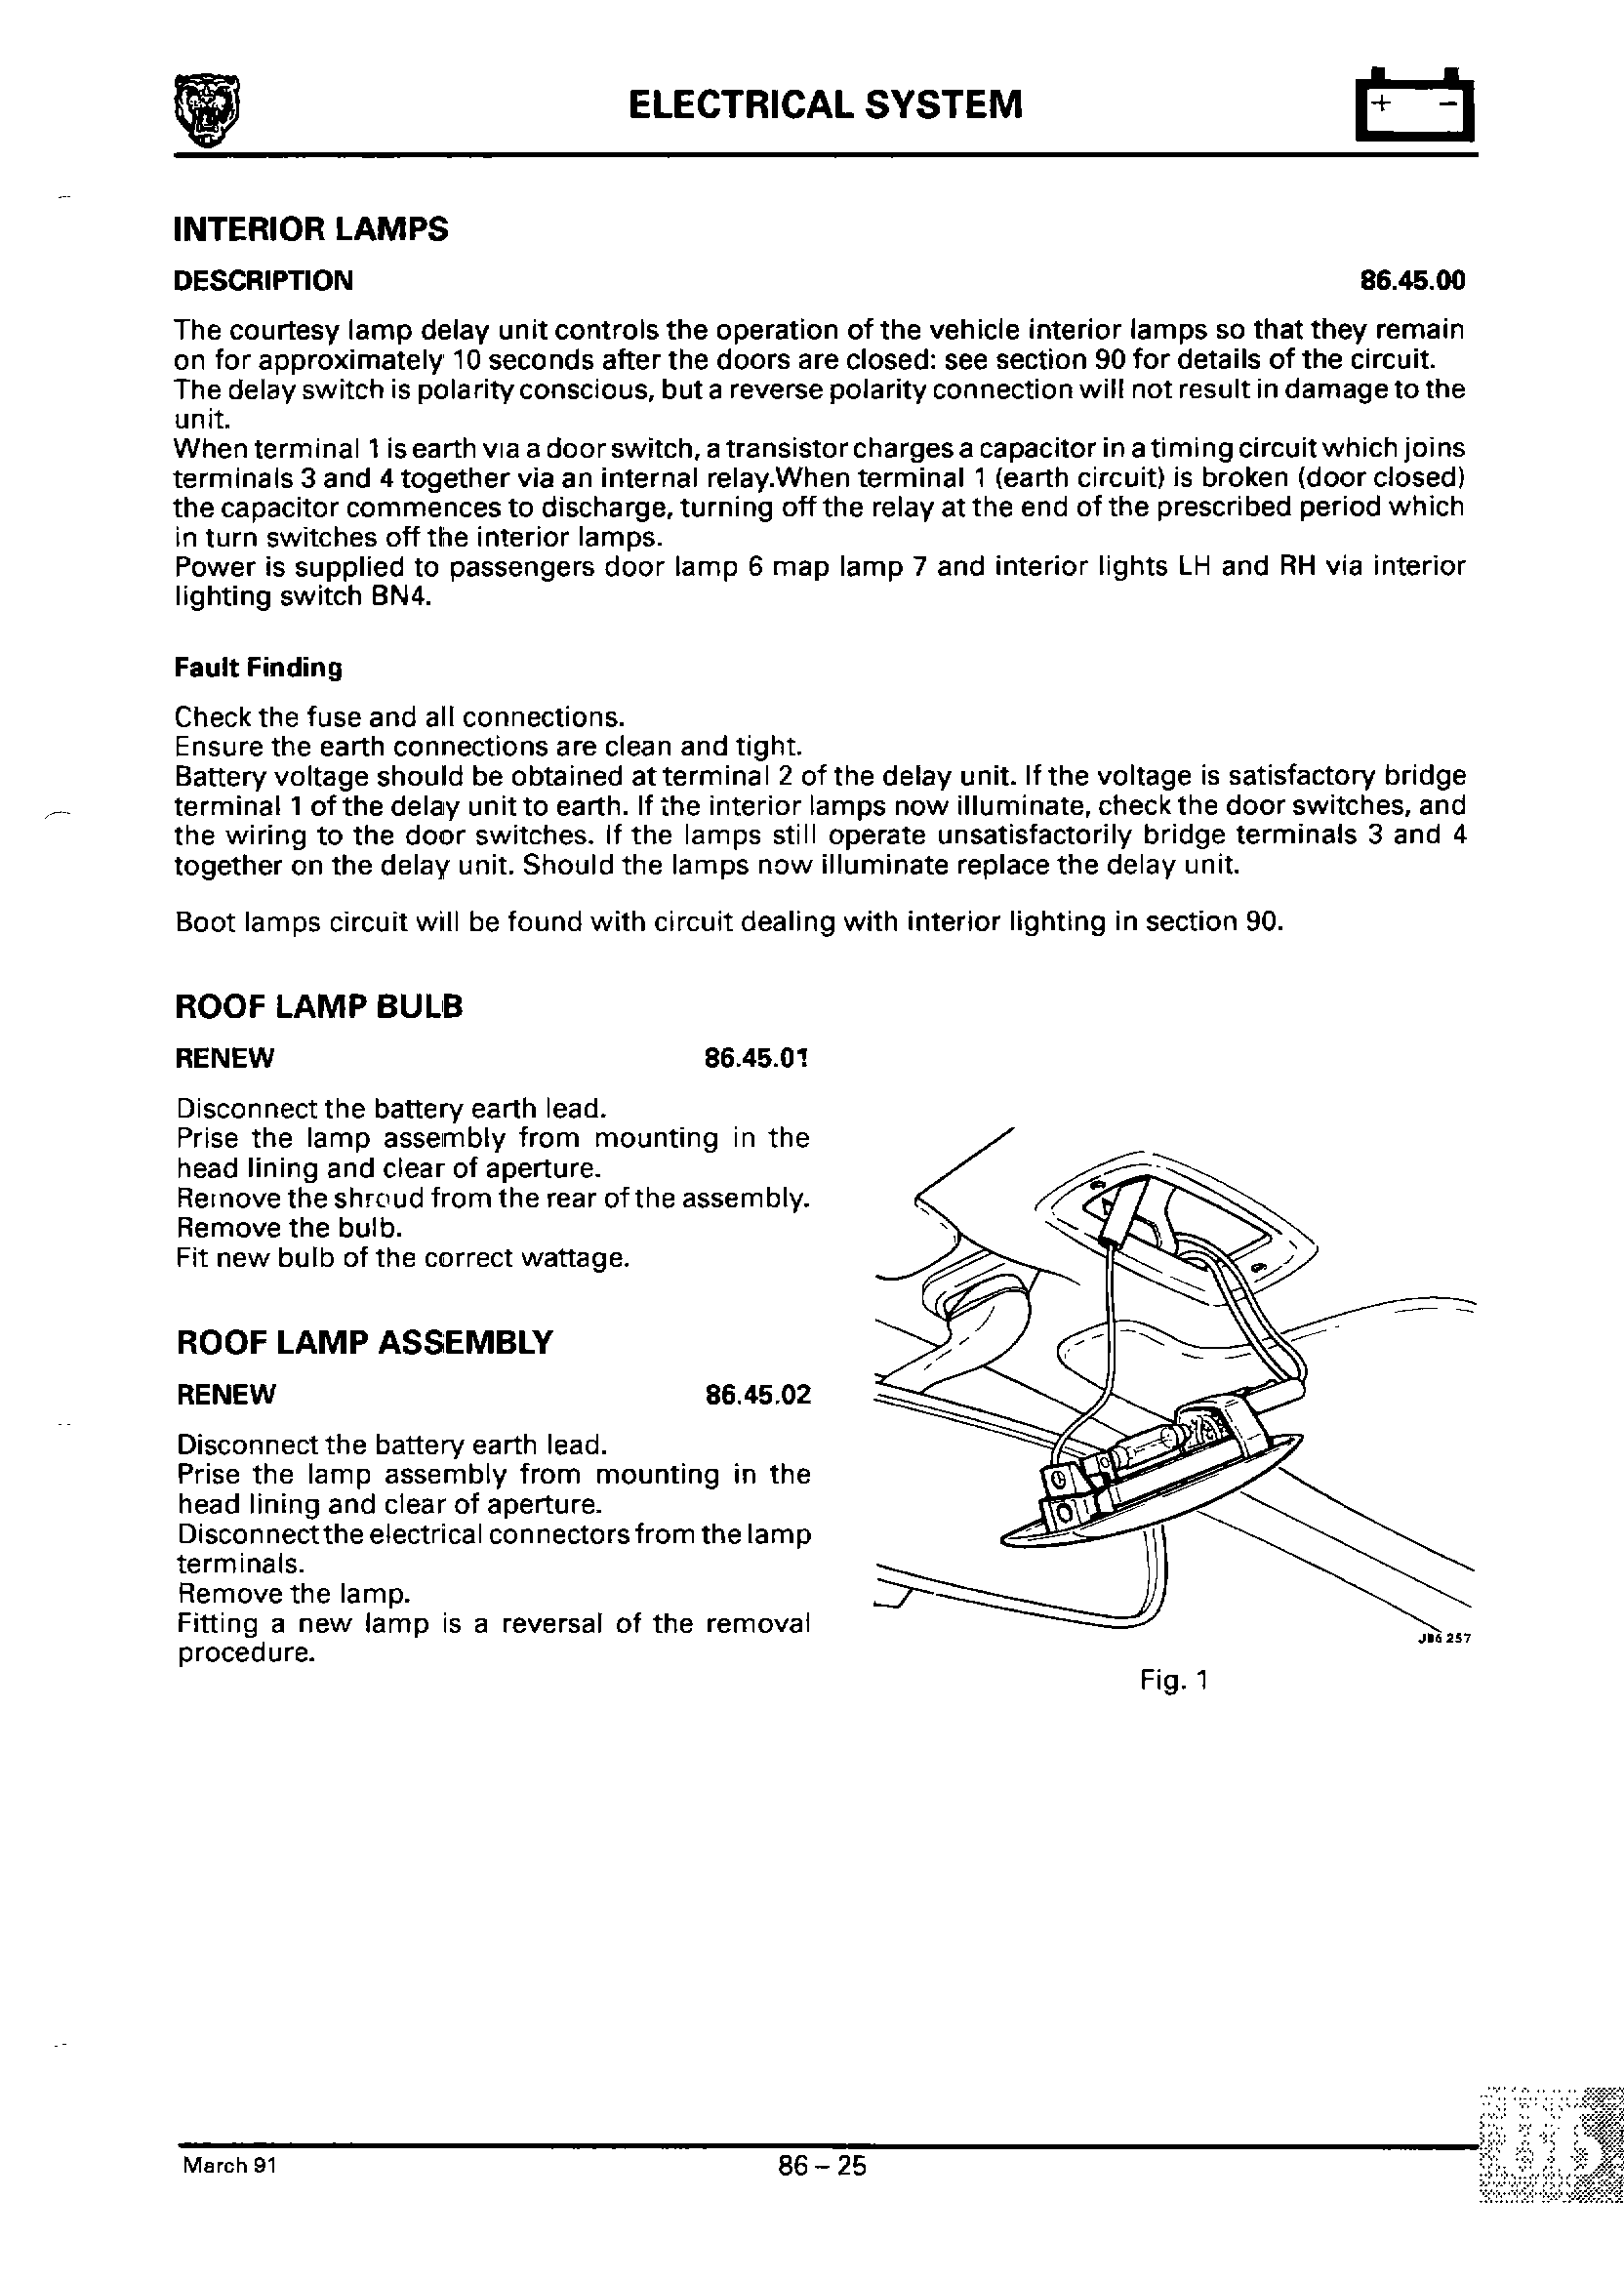 ELECTRICAL SYSTEM
+ −
INTERIOR LAMPS
DESCRIPTION 86.45.00
The courtesy lamp delay unit controls the operation of the vehicle interior lamps so that they remain
on for approximately 10 seconds after the doors are closed: see section 90 for details of the circuit.
The delay switch is polarity conscious, but a reverse polarity connection will not result in damage to the
unit.
When terminal 1 is earth via a door switch, a transistor charges a capacitor in a timing circuit which joins
terminals 3 and 4 together via an internal relay.When terminal 1 (earth circuit) is broken (door closed)
the capacitor commences to discharge, turning off the relay at the end of the prescribed period which
in turn switches off the interior lamps.
Power is supplied to passengers door lamp 6 map lamp 7 and interior lights LH and RH via interior
lighting switch BN4.
Fault Finding
Check the fuse and all connections.
Ensure the earth connections are clean and tight.
Battery voltage should be obtained at terminal 2 of the delay unit. If the voltage is satisfactory bridge
terminal 1 of the delay unit to earth. If the interior lamps now illuminate, check the door switches, and
the wiring to the door switches. If the lamps still operate unsatisfactorily bridge terminals 3 and 4
together on the delay unit. Should the lamps now illuminate replace the delay unit.
Boot lamps circuit will be found with circuit dealing with interior lighting in section 90.
ROOF LAMP BULB
RENEW 86.45.01
Disconnect the battery earth lead.
Prise the lamp assembly from mounting in the
head lining and clear of aperture.
Remove the shroud from the rear of the assembly.
Remove the bulb.
Fit new bulb of the correct wattage.
ROOF LAMP ASSEMBLY
RENEW 86.45.02
Disconnect the battery earth lead.
Prise the lamp assembly from mounting in the
head lining and clear of aperture.
Disconnect the electrical connectors from the lamp
terminals.
Remove the lamp.
Fitting a new lamp is a reversal of the removal
procedure.
J86 257
Fig. 1
March 91
86 – 25
86